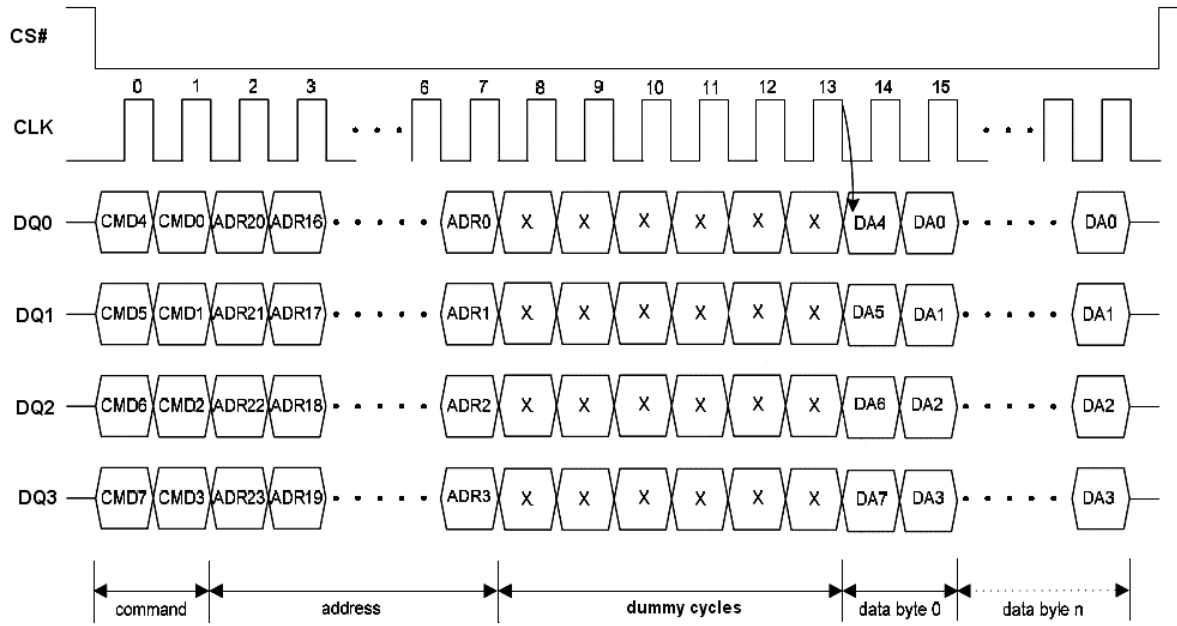 CS#
0 1 2 3 6 7 8 9 10 11 12 13 14 15
CLK
DQ0 CMD4 CMD0 ADR20 ADR16 ADR0 X X X X X X DA4 DA0 DA0
DQ1 CMD5 CMD1 ADR21 ADR17 ADR1 X X X X X X DA5 DA1 DA1
DQ2 CMD6 CMD2 ADR22 ADR18 ADR2 X X X X X X DA6 DA2 DA2
DQ3 CMD7 CMD3 ADR23 ADR19 ADR3 X X X X X X DA7 DA3 DA3
command address dummy cycles data byte 0 data byle n